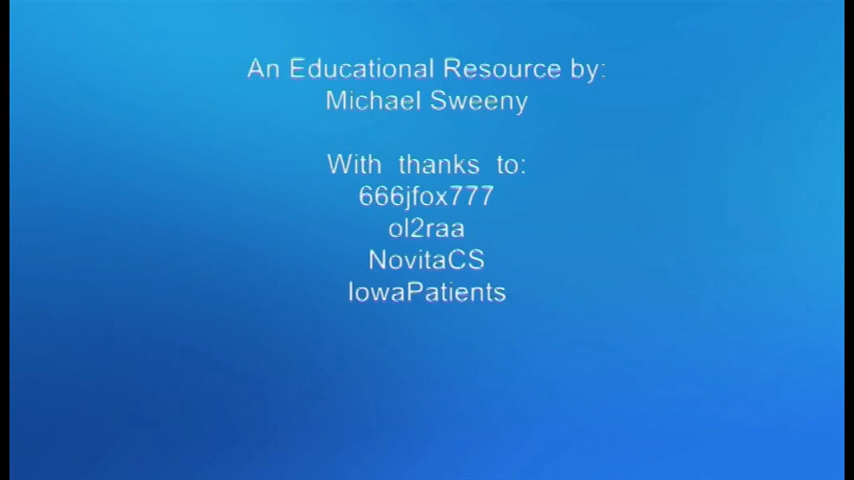 An Educational Resource by:
Michael Sweeny
With thanks to:
666jfox777
ol2raa
NovitaCS
IowaPatients